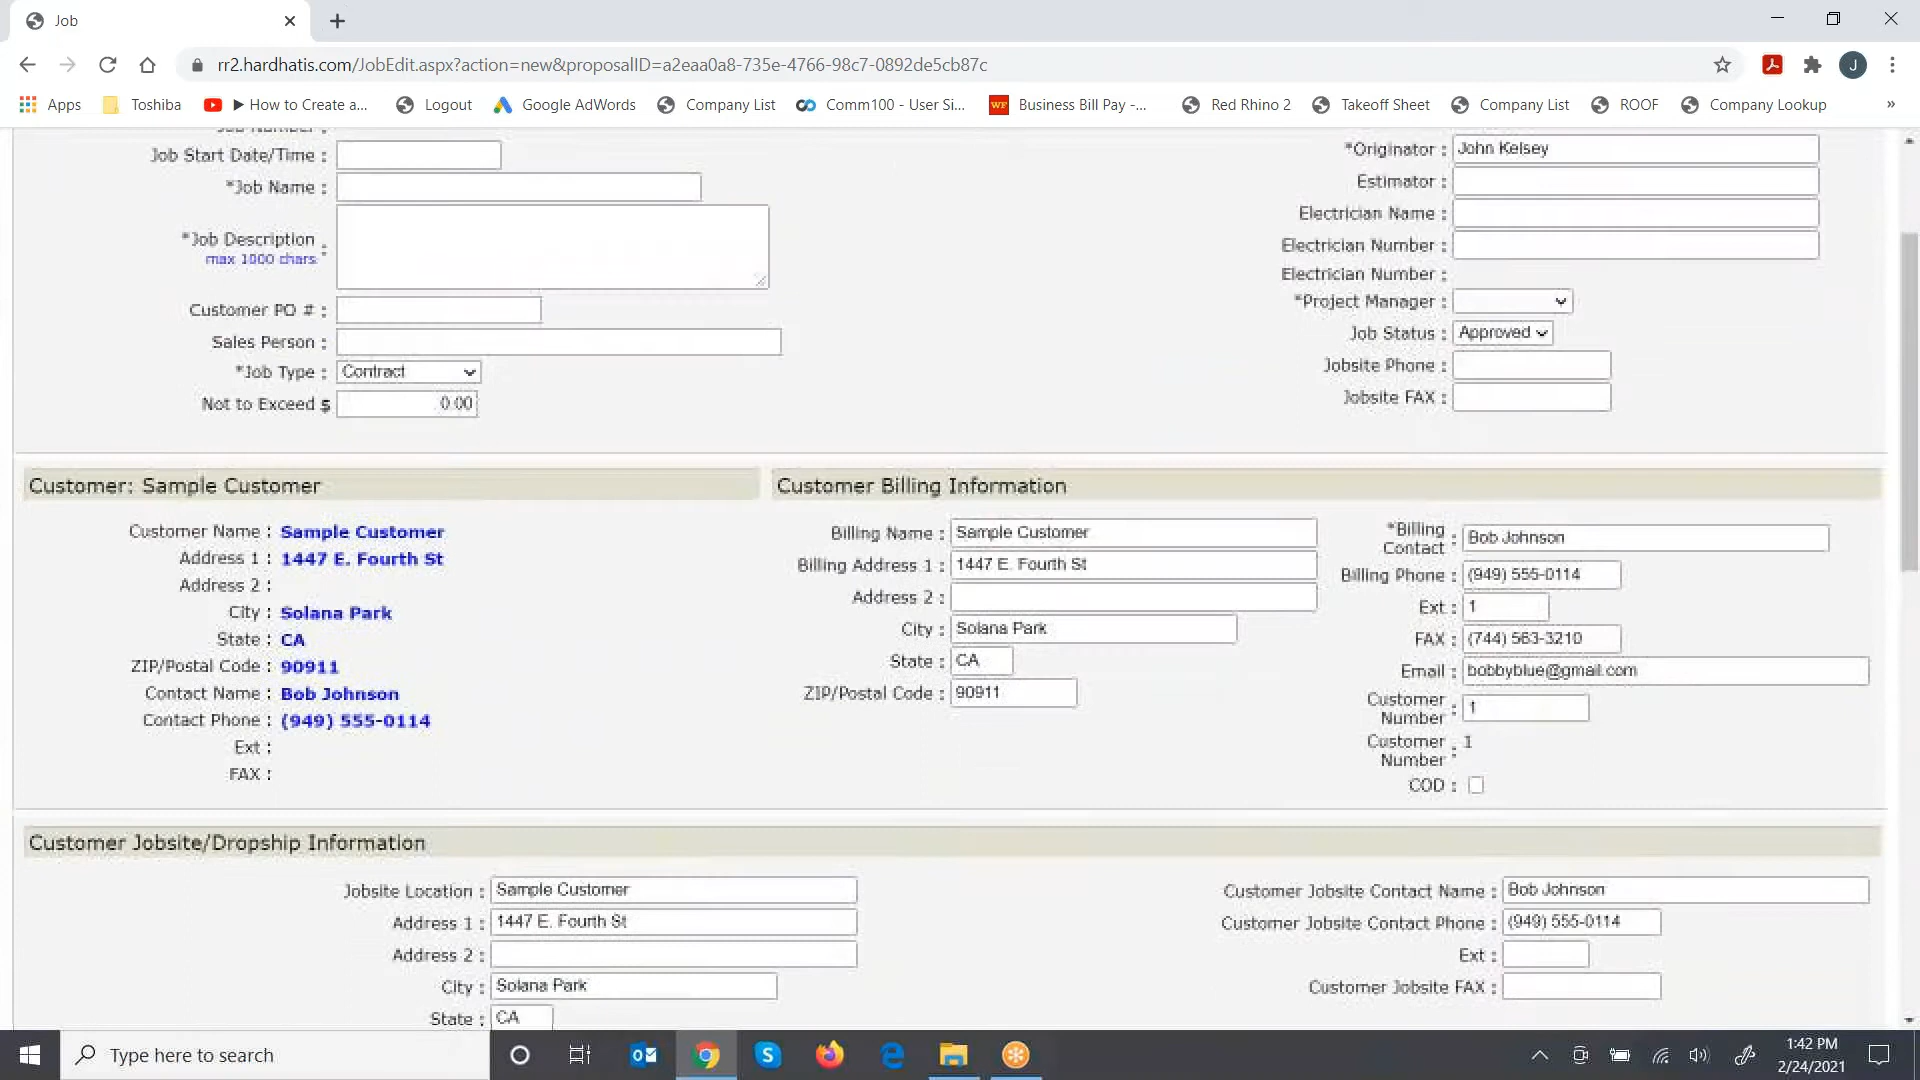 Job
rr2.hardhatis.com/JobEdit.aspx?action=new&proposalID=a2eaa0a8-735e-4766-98c7-0892de5cb87c
J
Apps
Toshiba
▶ How to Create a...
Logout
Google AdWords
Company List
Comm100 - User Si...
WF
Business Bill Pay -...
Red Rhino 2
Takeoff Sheet
Company List
ROOF
Company Lookup
»
Job Number :
Job Start Date/Time :
*Job Name :
*Job Description :
max 1000 chars
Customer PO # :
Sales Person :
*Job Type : Contract
Not to Exceed $ 0.00
*Originator : John Kelsey
Estimator :
Electrician Name :
Electrician Number :
Electrician Number :
*Project Manager :
Job Status : Approved
Jobsite Phone :
Jobsite FAX :
Customer: Sample Customer
Customer Name : Sample Customer
Address 1 : 1447 E. Fourth St
Address 2 :
City : Solana Park
State : CA
ZIP/Postal Code : 90911
Contact Name : Bob Johnson
Contact Phone : (949) 555-0114
Ext :
FAX :
Customer Billing Information
Billing Name : Sample Customer
Billing Address 1 : 1447 E. Fourth St
Address 2 :
City : Solana Park
State : CA
ZIP/Postal Code : 90911
*Billing
Contact : Bob Johnson
Billing Phone : (949) 555-0114
Ext : 1
FAX : (744) 563-3210
Email : bobbyblue@gmail.com
Customer
Number : 1
Customer
Number : 1
COD :
Customer Jobsite/Dropship Information
Jobsite Location : Sample Customer
Address 1 : 1447 E. Fourth St
Address 2 :
City : Solana Park
State : CA
Customer Jobsite Contact Name : Bob Johnson
Customer Jobsite Contact Phone : (949) 555-0114
Ext :
Customer Jobsite FAX :
Type here to search
1:42 PM
2/24/2021